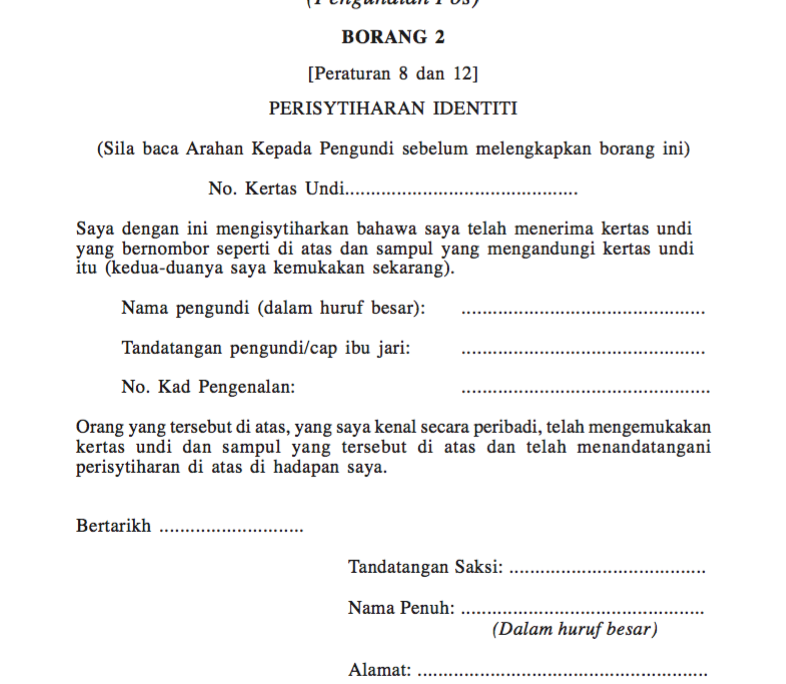 (Pengundian Pos)
BORANG 2
[Peraturan 8 dan 12]
PERISYTIHARAN IDENTITI
(Sila baca Arahan Kepada Pengundi sebelum melengkapkan borang ini)
No. Kertas Undi..............................................
Saya dengan ini mengisytiharkan bahawa saya telah menerima kertas undi
yang bernombor seperti di atas dan sampul yang mengandungi kertas undi
itu (kedua-duanya saya kemukakan sekarang).
Nama pengundi (dalam huruf besar): ................................................
Tandatangan pengundi/cap ibu jari: ................................................
No. Kad Pengenalan: .................................................
Orang yang tersebut di atas, yang saya kenal secara peribadi, telah mengemukakan
kertas undi dan sampul yang tersebut di atas dan telah menandatangani
perisytiharan di atas di hadapan saya.
Bertarikh ............................
Tandatangan Saksi: .......................................
Nama Penuh: ................................................
(Dalam huruf besar)
Alamat: .........................................................